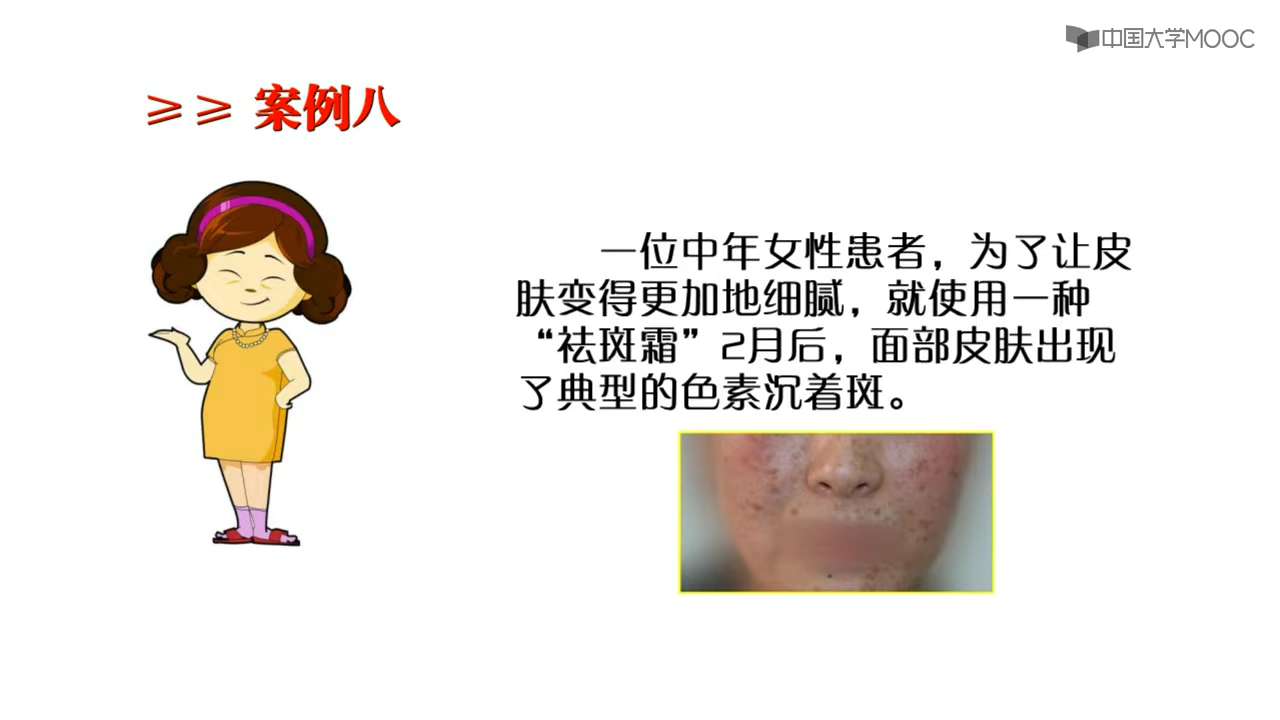 中国大学MOOC
≥≥ 案例八
一位中年女性患者，为了让皮
肤变得更加地细腻，就使用一种
“祛斑霜”2月后，面部皮肤出现
了典型的色素沉着斑。